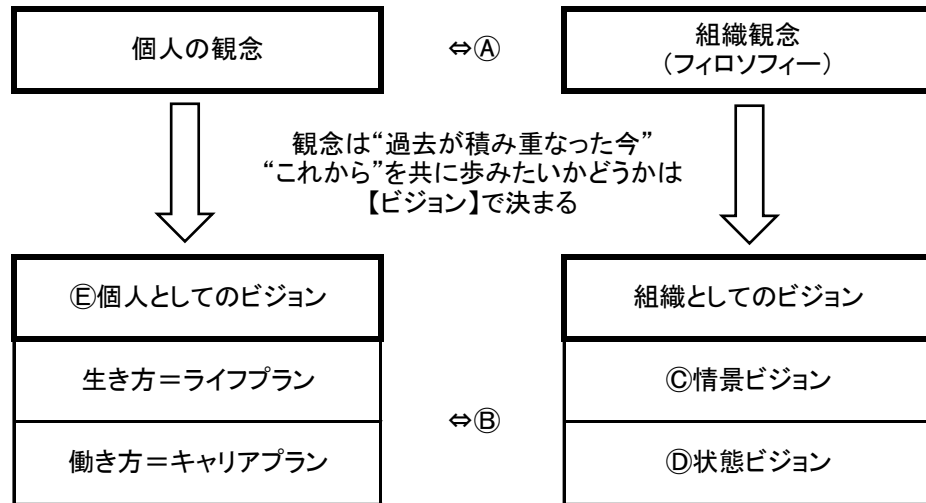 個人の観念
⇔Ⓐ
組織観念
(フィロソフィー)
観念は“過去が積み重なった今”
“これから”を共に歩みたいかどうかは
【ビジョン】で決まる
Ⓔ個人としてのビジョン
組織としてのビジョン
生き方=ライフプラン
Ⓒ情景ビジョン
⇔Ⓑ
働き方=キャリアプラン
Ⓓ状態ビジョン